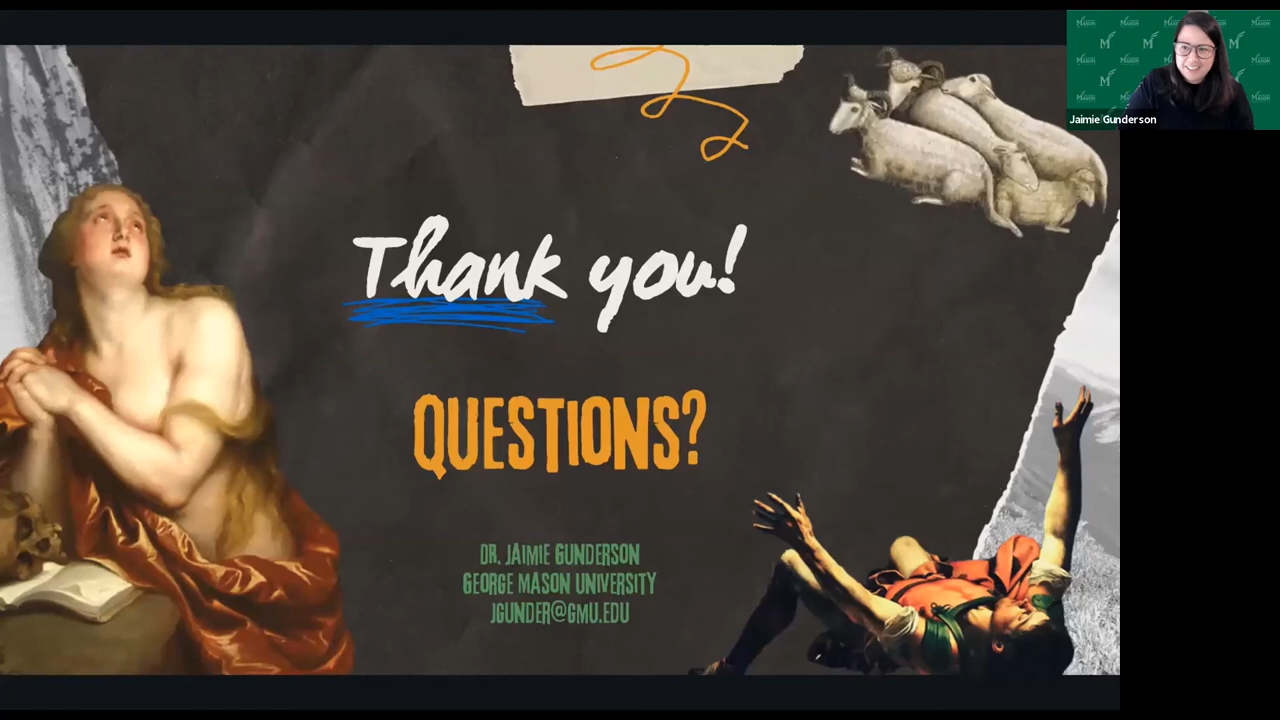 Thank you!
QUESTIONS?
DR. JAIMIE GUNDERSON
GEORGE MASON UNIVERSITY
JGUNDER@GMU.EDU
Jaimie Gunderson